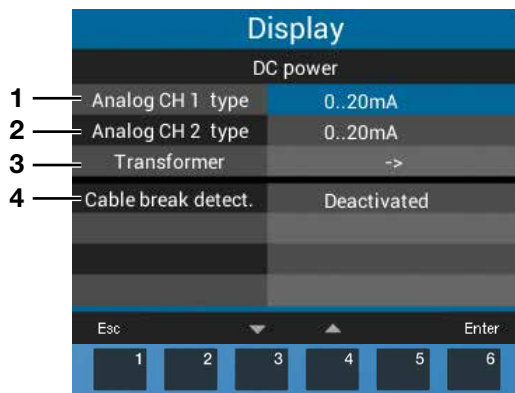 Display
DC power
1 Analog CH 1 type 0..20mA
2 Analog CH 2 type 0..20mA
3 Transformer ->
4 Cable break detect. Deactivated
Esc Enter
1 2 3 4 5 6